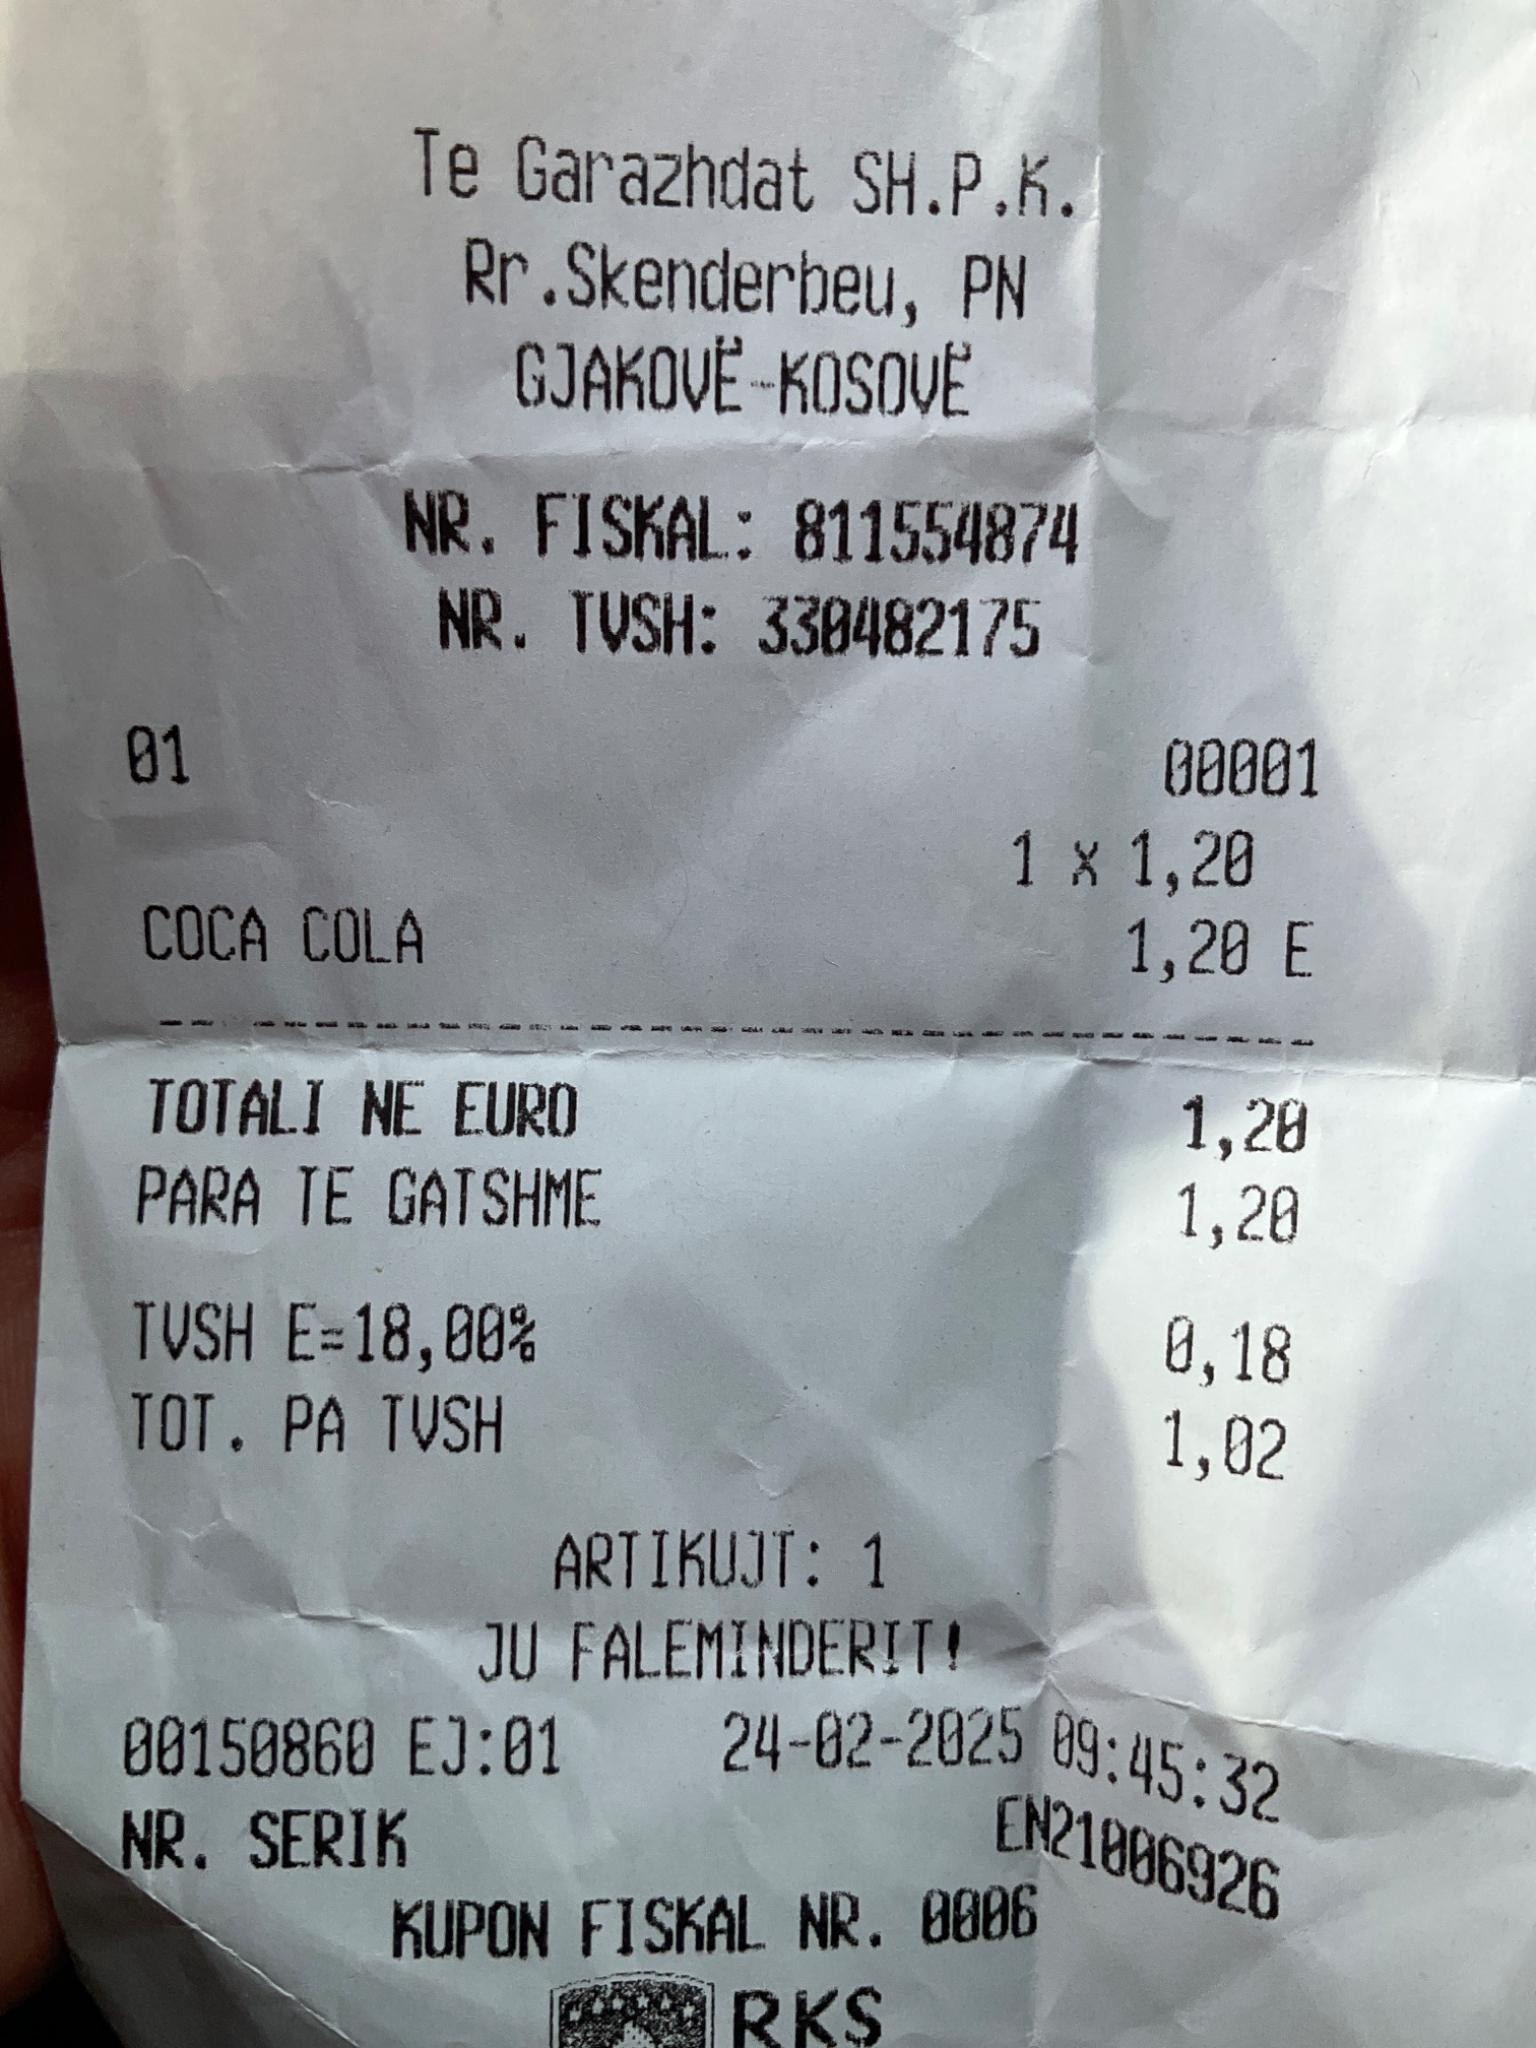 Te Garazhdat SH.P.K.
Rr.Skenderbeu, PN
GJAKOVË-KOSOVË
NR. FISKAL: 811554874
NR. TVSH: 330482175
01 00001
1 x 1,20
COCA COLA 1,20 E
TOTALI NE EURO 1,20
PARA TE GATSHME 1,20
TVSH E=18,00% 0,18
TOT. PA TVSH 1,02
ARTIKUJT: 1
JU FALEMINDERIT!
00150860 EJ:01 24-02-2025 09:45:32
NR. SERIK EN21006926
KUPON FISKAL NR. 0006
RKS